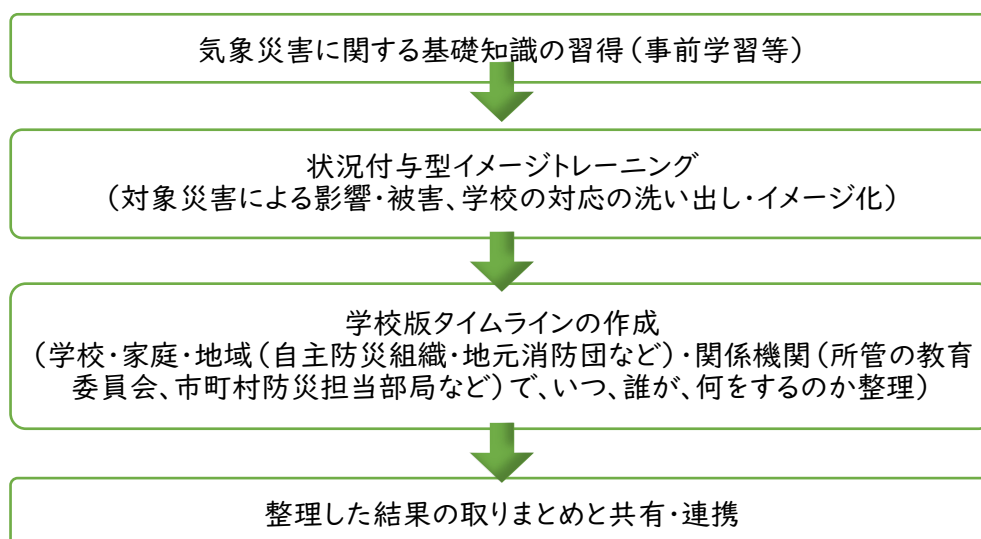 気象災害に関する基礎知識の習得（事前学習等）
状況付与型イメージトレーニング
（対象災害による影響・被害、学校の対応の洗い出し・イメージ化）
学校版タイムラインの作成
（学校・家庭・地域（自主防災組織・地元消防団など）・関係機関（所管の教育
委員会、市町村防災担当部局など）で、いつ、誰が、何をするのか整理）
整理した結果の取りまとめと共有・連携